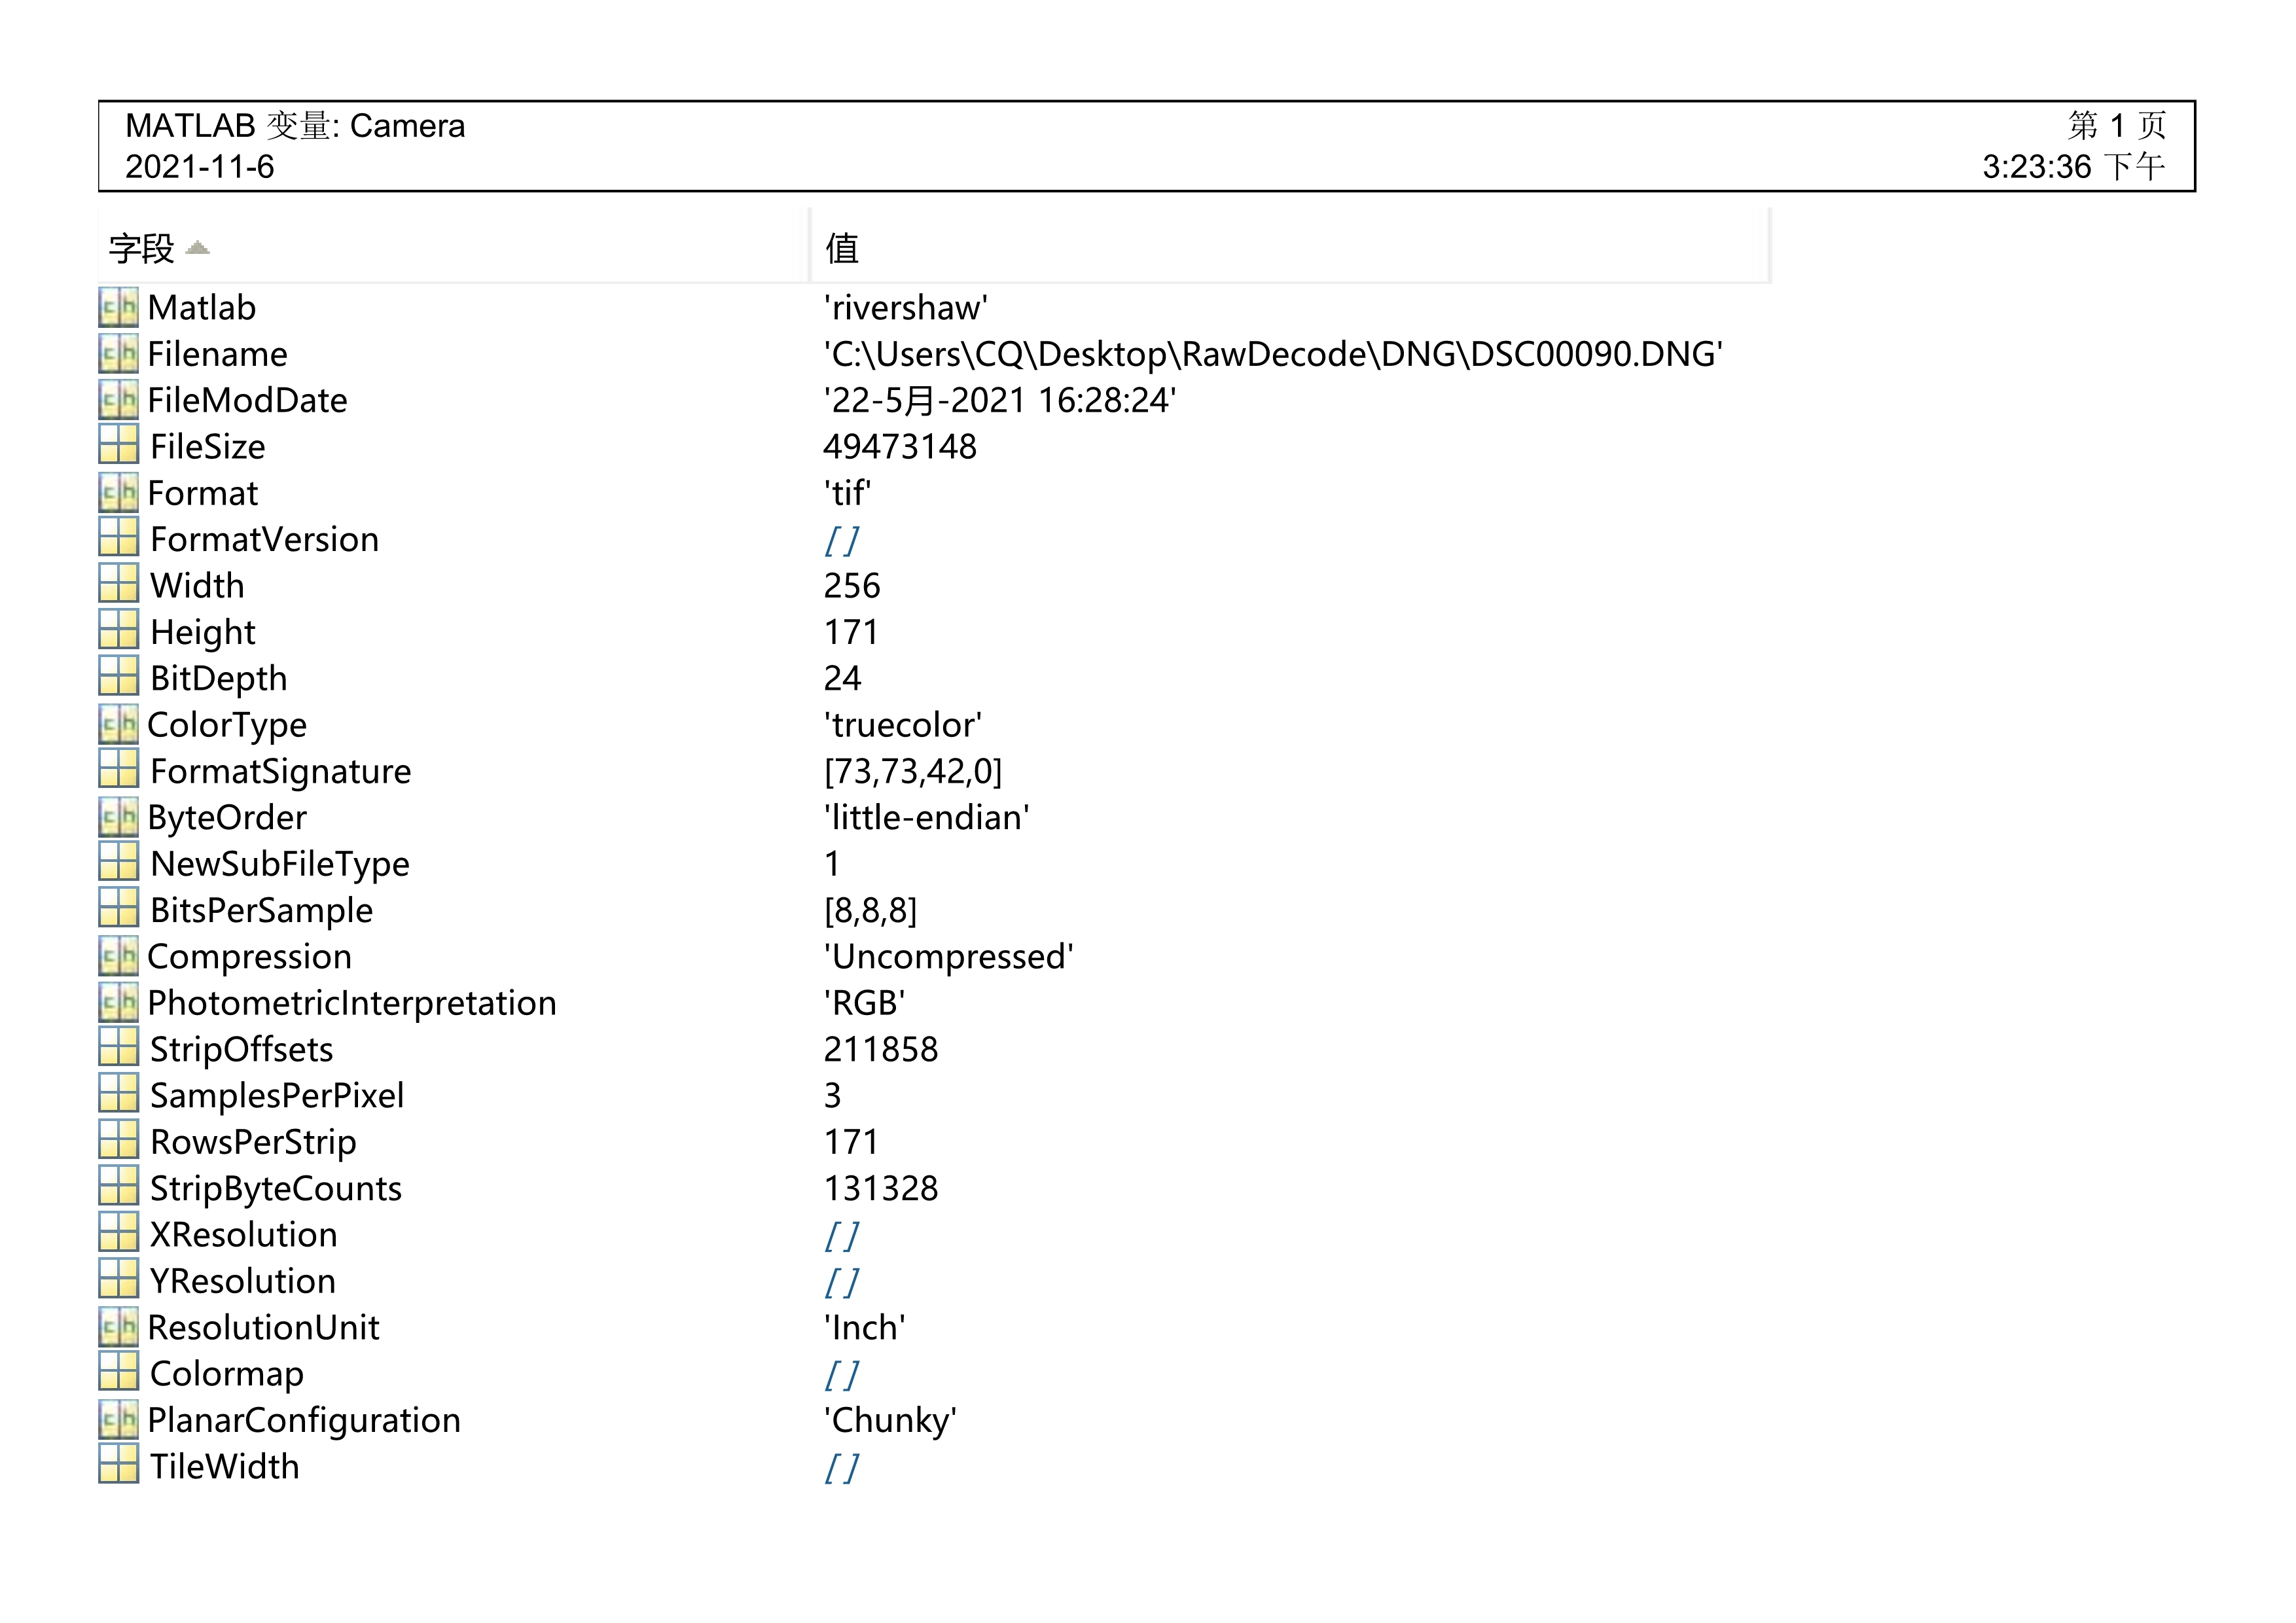 MATLAB 变量: Camera 第 1 页
2021-11-6 3:23:36 下午
字段 值
Matlab 'rivershaw'
Filename 'C:\Users\CQ\Desktop\RawDecode\DNG\DSC00090.DNG'
FileModDate '22-5月-2021 16:28:24'
FileSize 49473148
Format 'tif'
FormatVersion []
Width 256
Height 171
BitDepth 24
ColorType 'truecolor'
FormatSignature [73,73,42,0]
ByteOrder 'little-endian'
NewSubFileType 1
BitsPerSample [8,8,8]
Compression 'Uncompressed'
PhotometricInterpretation 'RGB'
StripOffsets 211858
SamplesPerPixel 3
RowsPerStrip 171
StripByteCounts 131328
XResolution []
YResolution []
ResolutionUnit 'Inch'
Colormap []
PlanarConfiguration 'Chunky'
TileWidth []